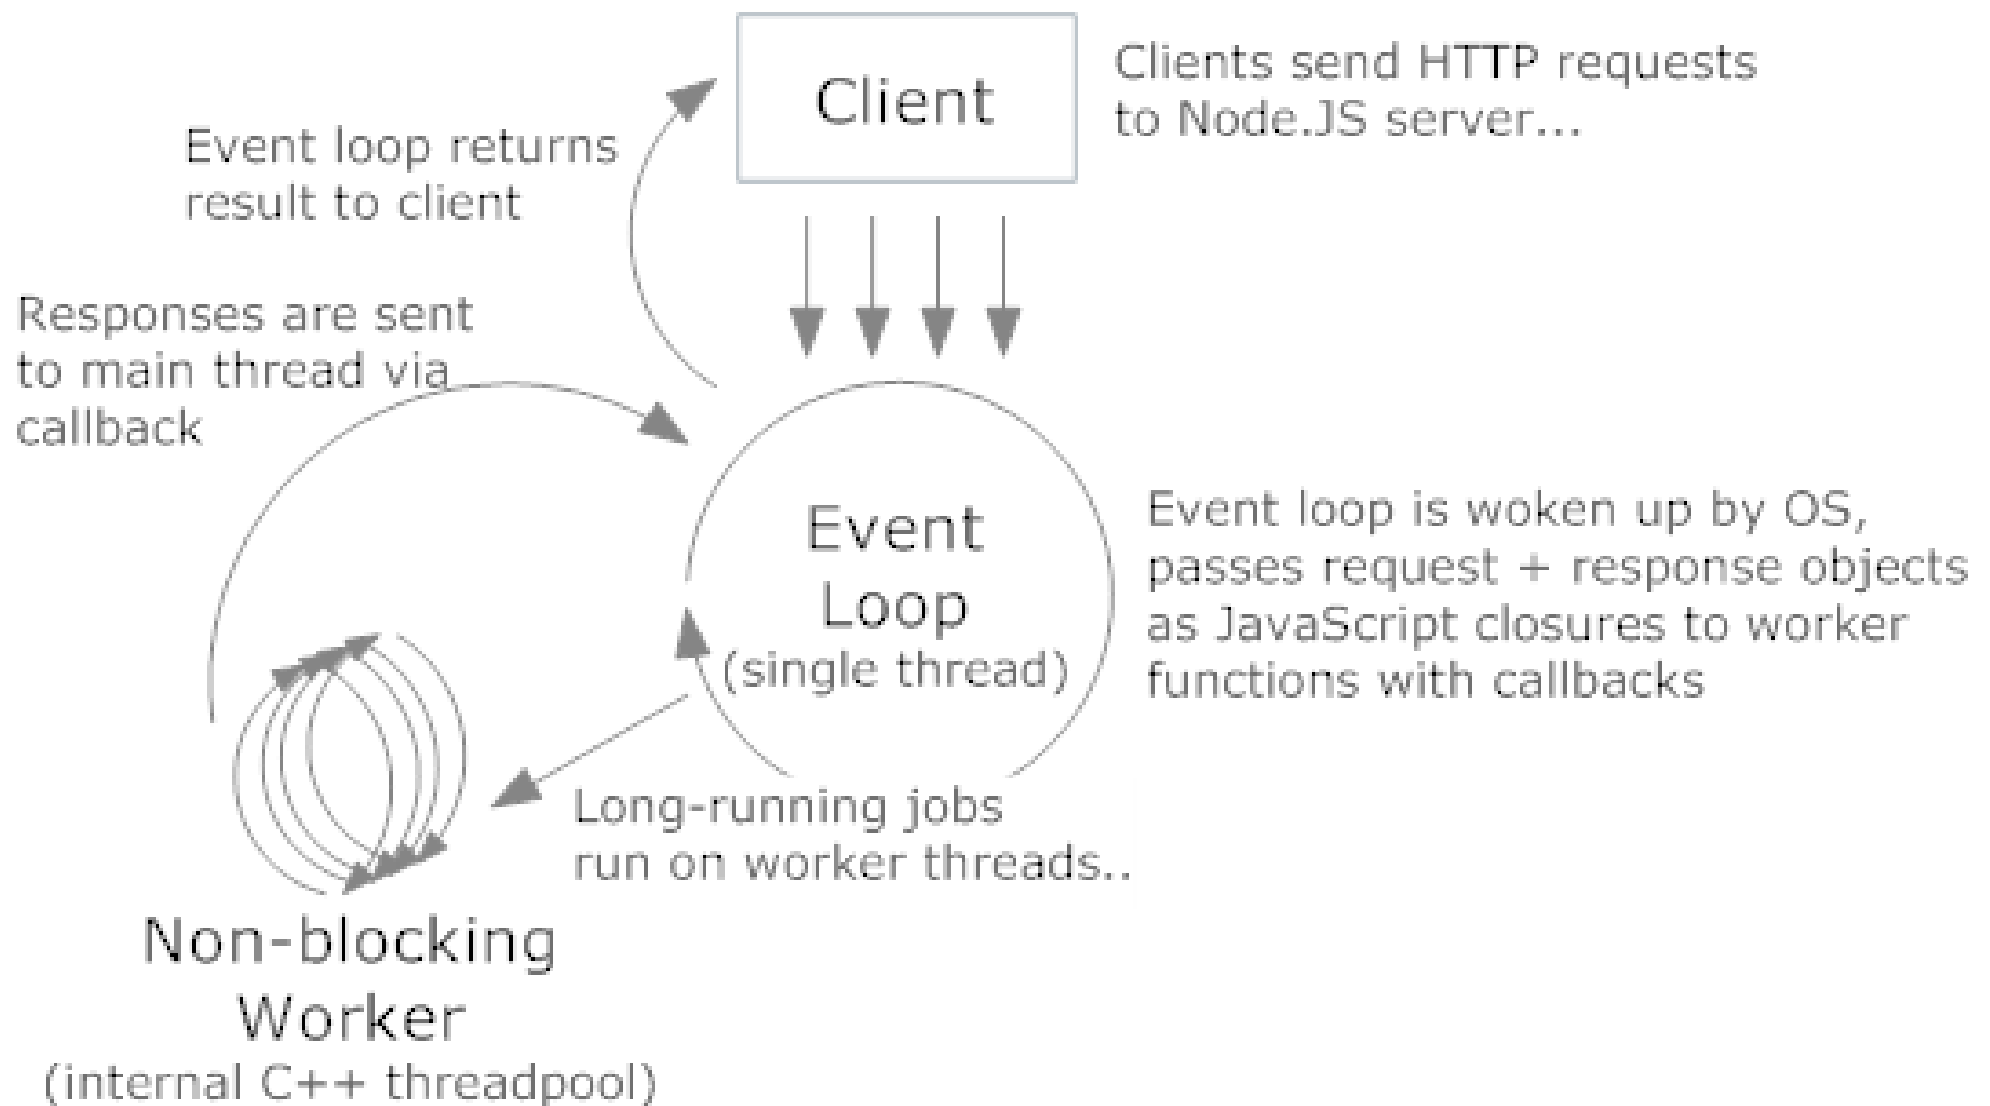 Client
Clients send HTTP requests
to Node.JS server...
Event loop returns
result to client
Responses are sent
to main thread via
callback
Event
Loop
(single thread)
Event loop is woken up by OS,
passes request + response objects
as JavaScript closures to worker
functions with callbacks
Long-running jobs
run on worker threads..
Non-blocking
Worker
(internal C++ threadpool)